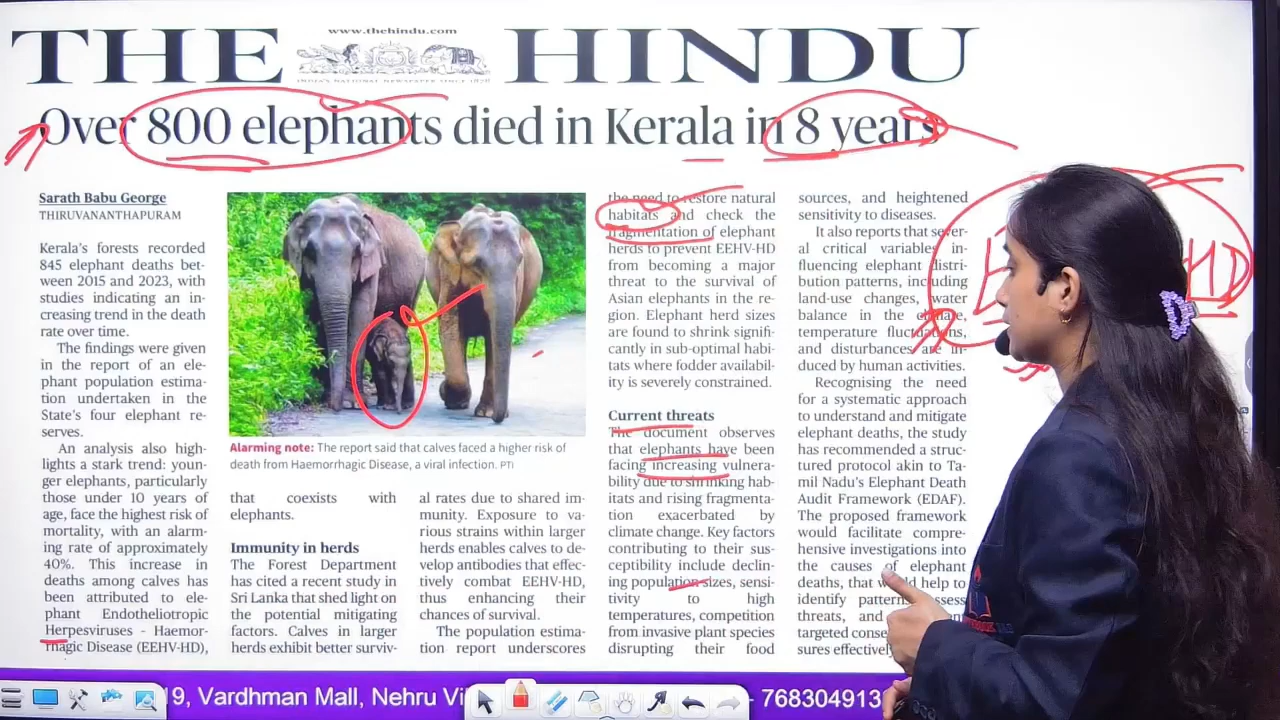 www.thehindu.com
THE HINDU
INDIA'S NATIONAL NEWSPAPER SINCE 1878
Over 800 elephants died in Kerala in 8 years
Sarath Babu George
THIRUVANANTHAPURAM
Kerala's forests recorded
845 elephant deaths bet-
ween 2015 and 2023, with
studies indicating an in-
creasing trend in the death
rate over time.
The findings were given
in the report of an ele-
phant population estima-
tion undertaken in the
State's four elephant re-
serves.
An analysis also high-
lights a stark trend: youn-
ger elephants, particularly
those under 10 years of
age, face the highest risk of
mortality, with an alarm-
ing rate of approximately
40%. This increase in
deaths among calves has
been attributed to ele-
phant Endotheliotropic
Herpesviruses - Haemor-
rhagic Disease (EEHV-HD),
Alarming note: The report said that calves faced a higher risk of
death from Haemorrhagic Disease, a viral infection. PTI
that coexists with
elephants.
Immunity in herds
The Forest Department
has cited a recent study in
Sri Lanka that shed light on
the potential mitigating
factors. Calves in larger
herds exhibit better surviv-
al rates due to shared im-
munity. Exposure to va-
rious strains within larger
herds enables calves to de-
velop antibodies that effec-
tively combat EEHV-HD,
thus enhancing their
chances of survival.
The population estima-
tion report underscores
the need to restore natural
habitats and check the
fragmentation of elephant
herds to prevent EEHV-HD
from becoming a major
threat to the survival of
Asian elephants in the re-
gion. Elephant herd sizes
are found to shrink signifi-
cantly in sub-optimal habi-
tats where fodder availabil-
ity is severely constrained.
Current threats
The document observes
that elephants have been
facing increasing vulnera-
bility due to shrinking hab-
itats and rising fragmenta-
tion exacerbated by
climate change. Key factors
contributing to their sus-
ceptibility include declin-
ing population sizes, sensi-
tivity to high
temperatures, competition
from invasive plant species
disrupting their food
sources, and heightened
sensitivity to diseases.
It also reports that sever-
al critical variables in-
fluencing elephant distri-
bution patterns, including
land-use changes, water
balance in the climate,
temperature fluctuations,
and disturbances are in-
duced by human activities.
Recognising the need
for a systematic approach
to understand and mitigate
elephant deaths, the study
has recommended a struc-
tured protocol akin to Ta-
mil Nadu's Elephant Death
Audit Framework (EDAF).
The proposed framework
would facilitate compre-
hensive investigations into
the causes of elephant
deaths, that would help to
identify patterns, assess
threats, and
targeted conse
sures effectively
HD
19, Vardhman Mall, Nehru Vi
- 768304913